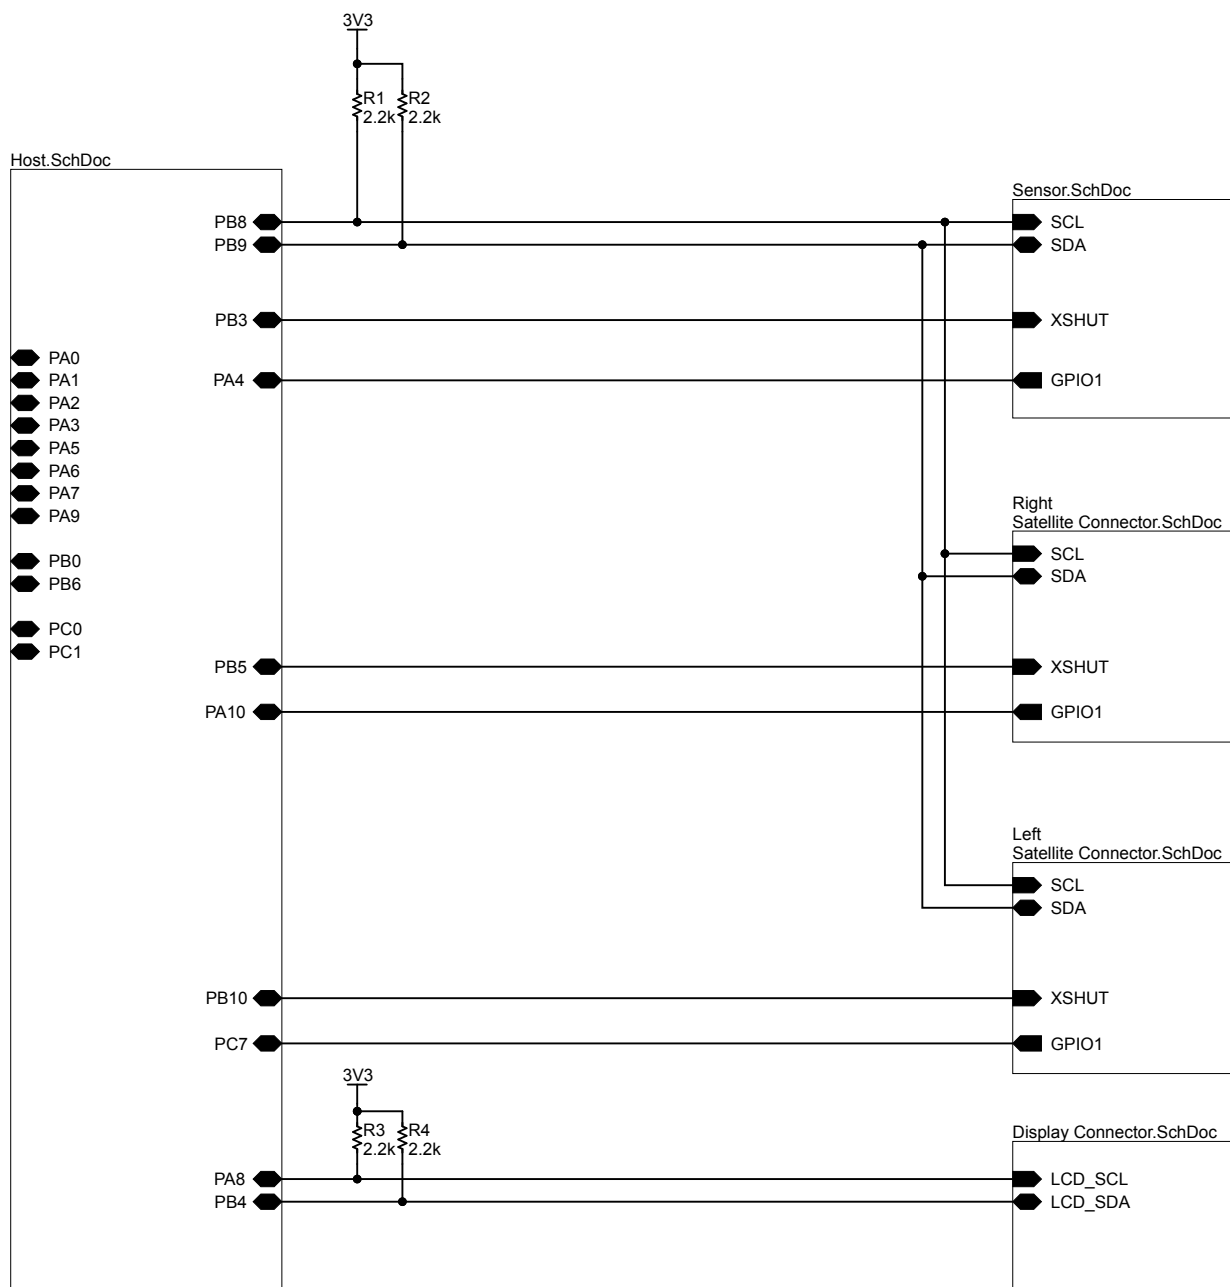 3V3
R1 R2
2.2k 2.2k
Host.SchDoc
Sensor.SchDoc
PB8 SCL
PB9 SDA
PB3 XSHUT
PA0
PA1 PA4 GPIO1
PA2
PA3
PA5
PA6
PA7
PA9
Right
Satellite Connector.SchDoc
PB0 SCL
PB6 SDA
PC0
PC1
PB5 XSHUT
PA10 GPIO1
Left
Satellite Connector.SchDoc
SCL
SDA
PB10 XSHUT
PC7 GPIO1
3V3
R3 R4 Display Connector.SchDoc
2.2k 2.2k
PA8 LCD_SCL
PB4 LCD_SDA